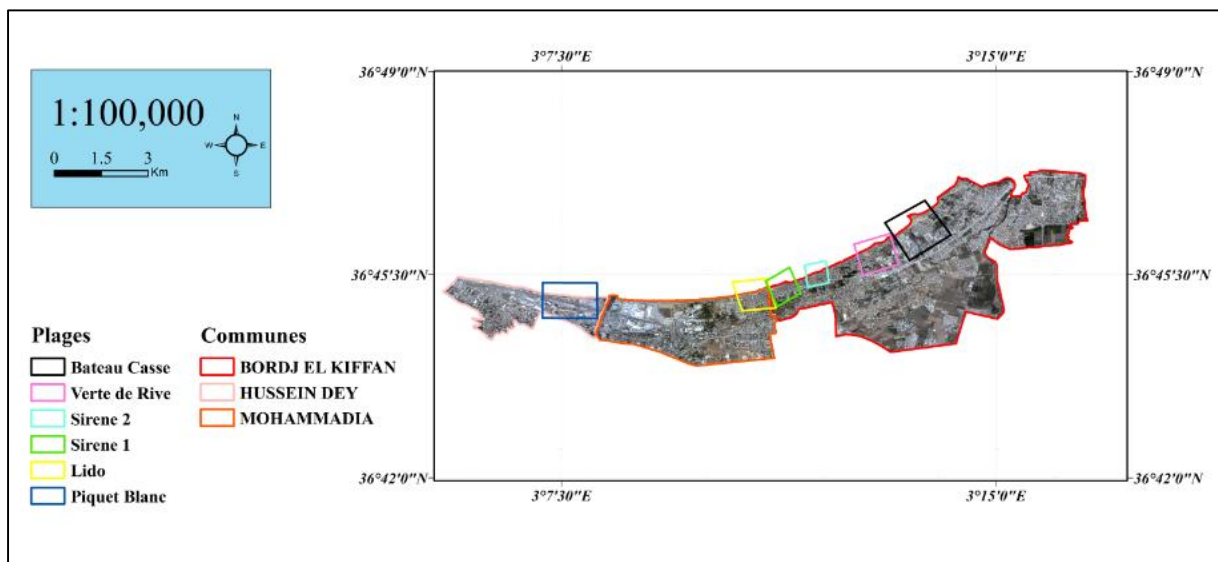 1:100,000
N
W E
S
0 1.5 3
Km
3°7'30"E 3°15'0"E
36°49'0"N 36°49'0"N
36°45'30"N 36°45'30"N
36°42'0"N 36°42'0"N
3°7'30"E 3°15'0"E
Plages
Bateau Casse
Verte de Rive
Sirene 2
Sirene 1
Lido
Piquet Blanc
Communes
BORDJ EL KIFFAN
HUSSEIN DEY
MOHAMMADIA